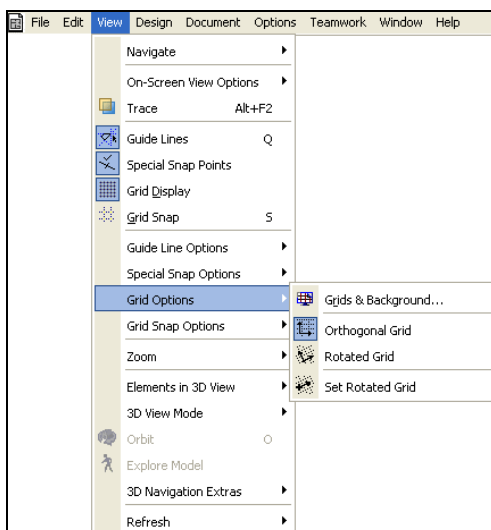 File Edit View Design Document Options Teamwork Window Help
Navigate
On-Screen View Options
Trace Alt+F2
Guide Lines Q
Special Snap Points
Grid Display
Grid Snap S
Guide Line Options
Special Snap Options
Grid Options
Grids & Background...
Grid Snap Options
Orthogonal Grid
Rotated Grid
Zoom
Set Rotated Grid
Elements in 3D View
3D View Mode
Orbit O
Explore Model
3D Navigation Extras
Refresh